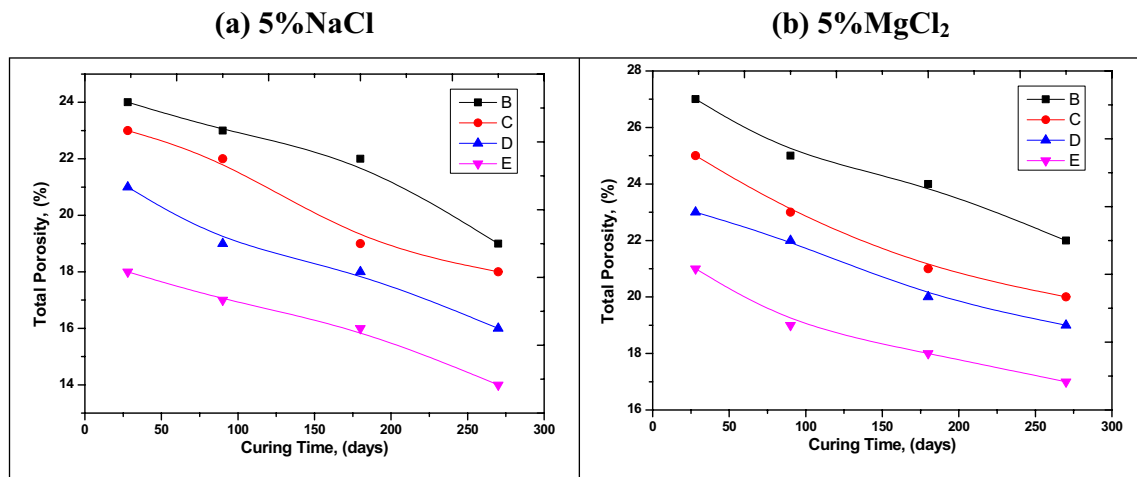 (a) 5%NaCl
(b) 5%MgCl₂
Total Porosity, (%)
24
22
20
18
16
14
0
50
100
150
200
250
300
Curing Time, (days)
B
C
D
E
Total Porosity, (%)
28
26
24
22
20
18
16
0
50
100
150
200
250
300
Curing Time, (days)
B
C
D
E